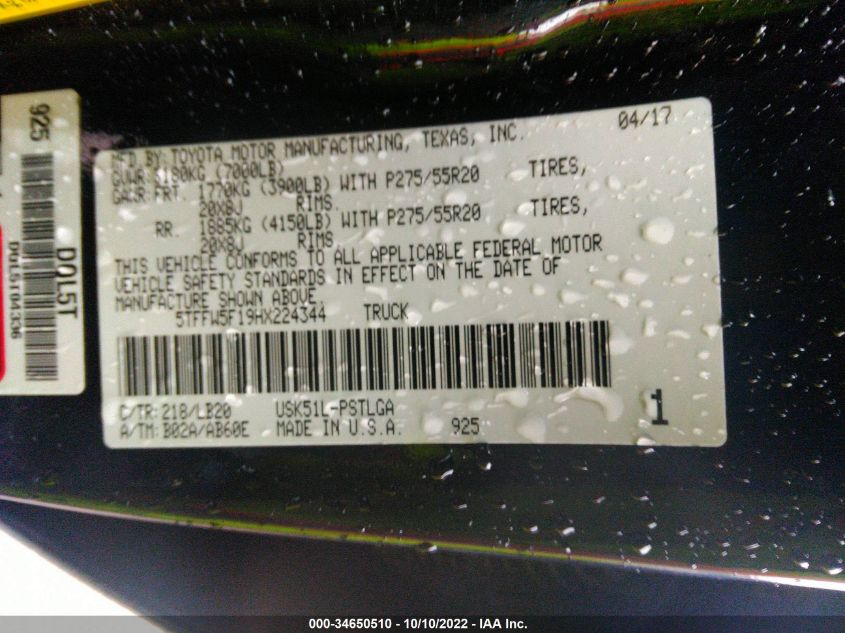 925
DOL5T
DOL5T04336
MFD BY: TOYOTA MOTOR MANUFACTURING, TEXAS, INC. 04/17
GVWR: 3180KG (7000LB)
GAWR: FRT. 1770KG (3900LB) WITH P275/55R20 TIRES,
20X8J RIMS.
RR. 1885KG (4150LB) WITH P275/55R20 TIRES,
20X8J RIMS
THIS VEHICLE CONFORMS TO ALL APPLICABLE FEDERAL MOTOR
VEHICLE SAFETY STANDARDS IN EFFECT ON THE DATE OF
MANUFACTURE SHOWN ABOVE.
5TFFW5F19HX224344 TRUCK
C/TR: 218/LB20 USK51L-PSTLGA
A/TM: B02A/AB60E MADE IN U.S.A. 925 1
000-34650510 - 10/10/2022 - IAA Inc.